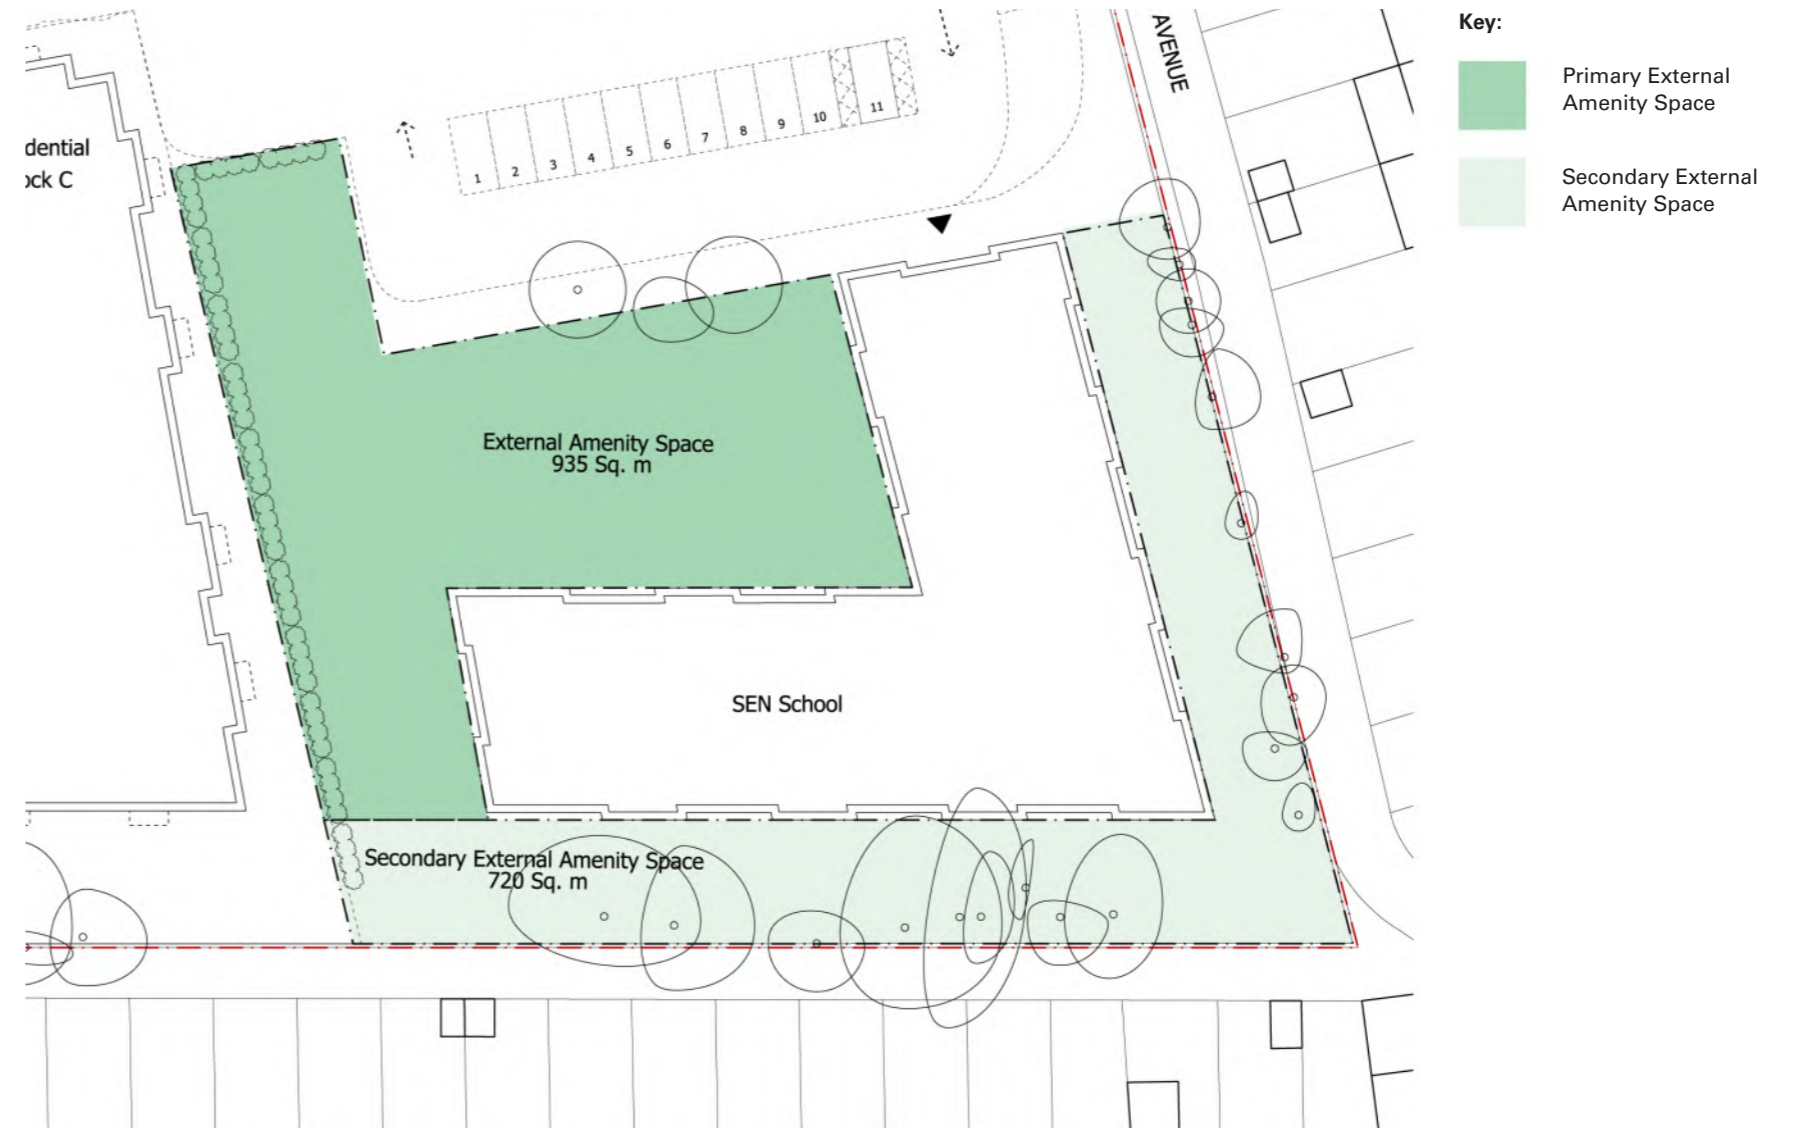 Key:
Primary External
Amenity Space
Secondary External
Amenity Space
AVENUE
dential
ock C
1
2
3
4
5
6
7
8
9
10
11
External Amenity Space
935 Sq. m
SEN School
Secondary External Amenity Space
720 Sq. m